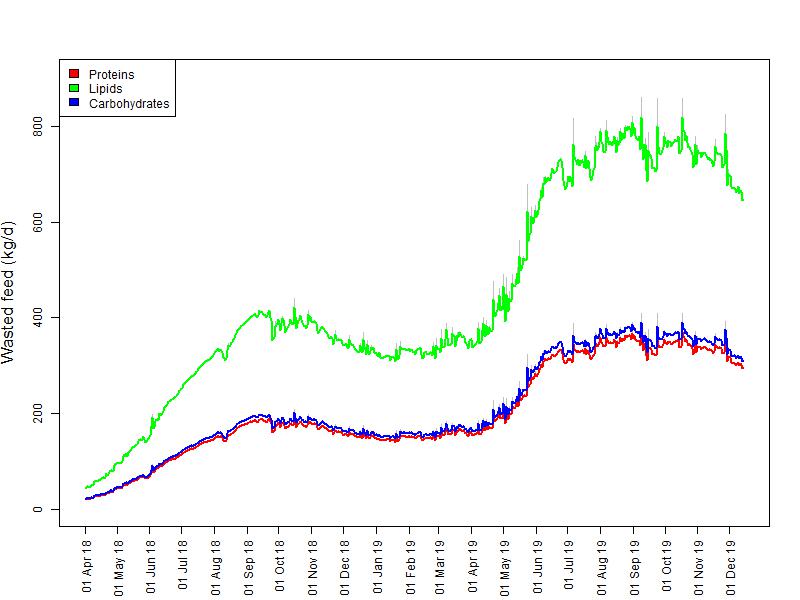 Proteins
Lipids
Carbohydrates
Wasted feed (kg/d)
800
600
400
200
0
01 Apr 18
01 May 18
01 Jun 18
01 Jul 18
01 Aug 18
01 Sep 18
01 Oct 18
01 Nov 18
01 Dec 18
01 Jan 19
01 Feb 19
01 Mar 19
01 Apr 19
01 May 19
01 Jun 19
01 Jul 19
01 Aug 19
01 Sep 19
01 Oct 19
01 Nov 19
01 Dec 19